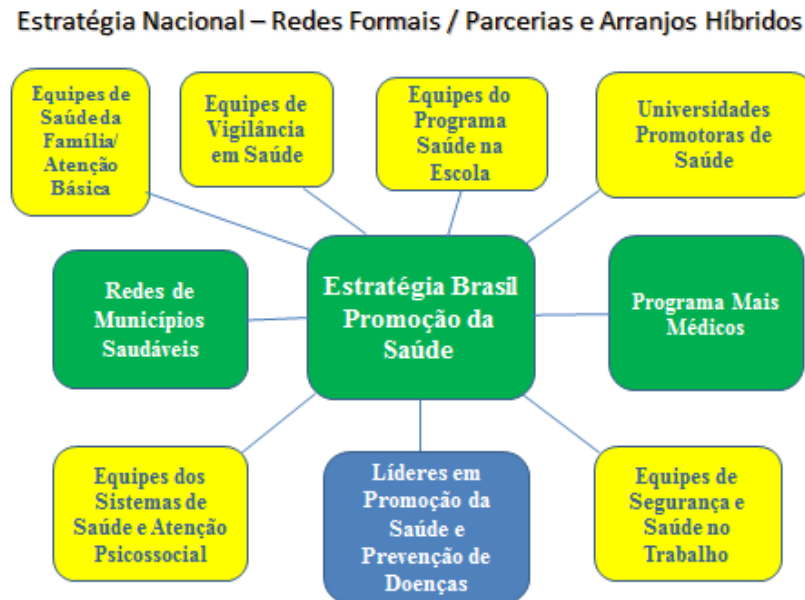 Estratégia Nacional – Redes Formais / Parcerias e Arranjos Híbridos
Equipes de
Saúde da
Família/
Atenção
Básica
Equipes de
Vigilância
em Saúde
Equipes do
Programa
Saúde na
Escola
Universidades
Promotoras de
Saúde
Redes de
Municípios
Saudáveis
Estratégia Brasil
Promoção da
Saúde
Programa Mais
Médicos
Equipes dos
Sistemas de
Saúde e Atenção
Psicossocial
Líderes em
Promoção da
Saúde e
Prevenção de
Doenças
Equipes de
Segurança e
Saúde no
Trabalho